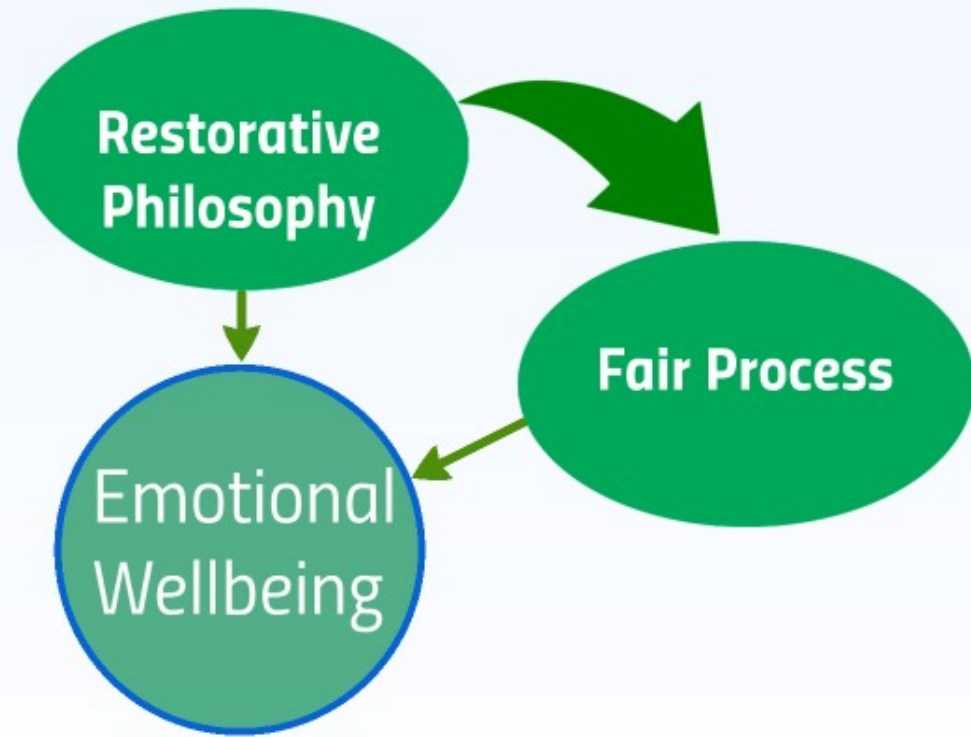 Restorative
Philosophy
Fair Process
Emotional
Wellbeing